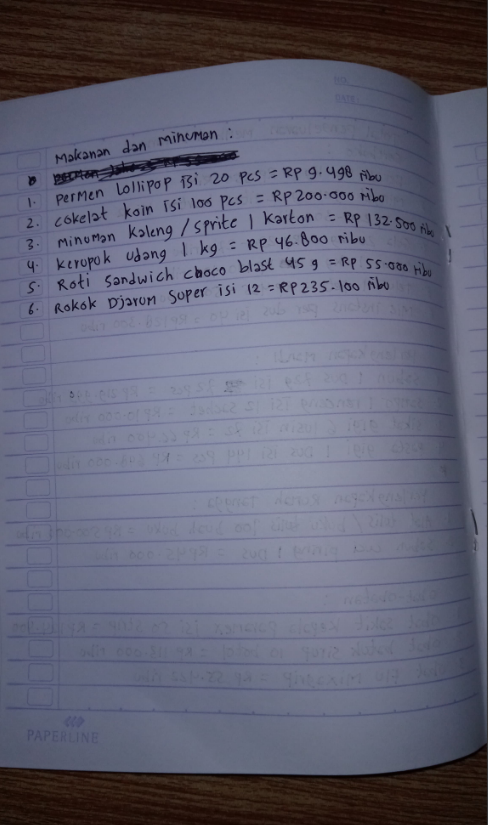 Makanan dan Minuman :
1. Permen Lollipop isi 20 pcs = RP 9.498 ribu
2. cokelat koin isi 100 pcs = RP 200.000 ribu
3. Minuman Kaleng / sprite 1 Karton = RP 132.500 ribu
4. kerupok udang 1 kg = RP 46.800 ribu
5. Roti Sandwich choco blast 45 g = RP 55.000 ribu
6. Rokok Djarum Super isi 12 = RP 235.100 ribu
PAPERLINE